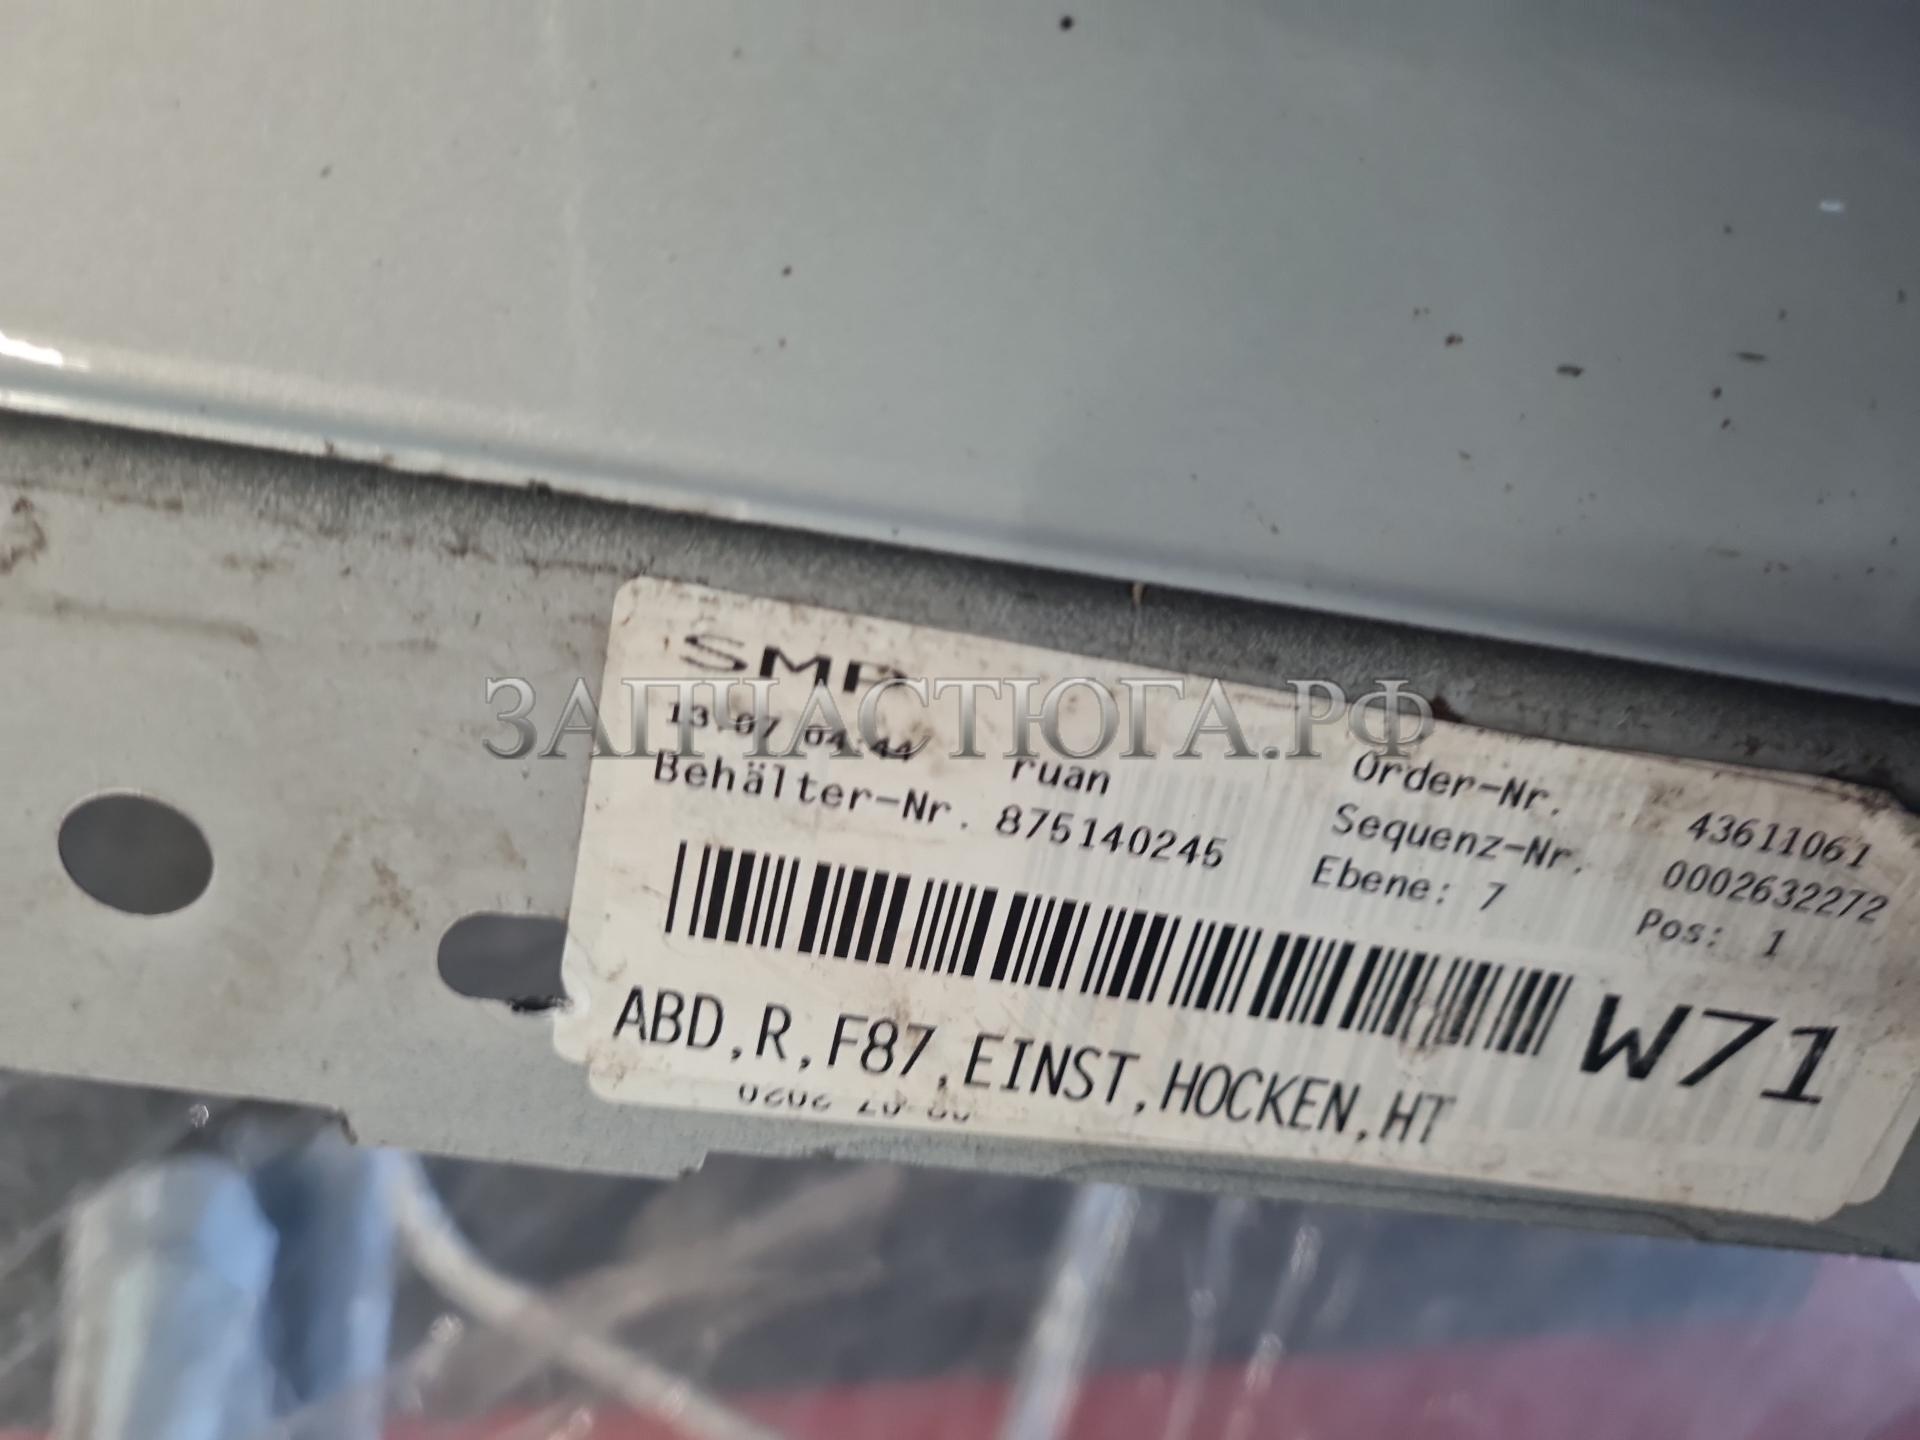 SMP
ЗАПЧАСТЮГА.РФ
13.07 04:44 ruan Order-Nr. 43611061
Behälter-Nr. 875140245 Sequenz-Nr. 0002632272
Ebene: 7 Pos: 1
W71
ABD,R,F87,EINST,HOCKEN,HT